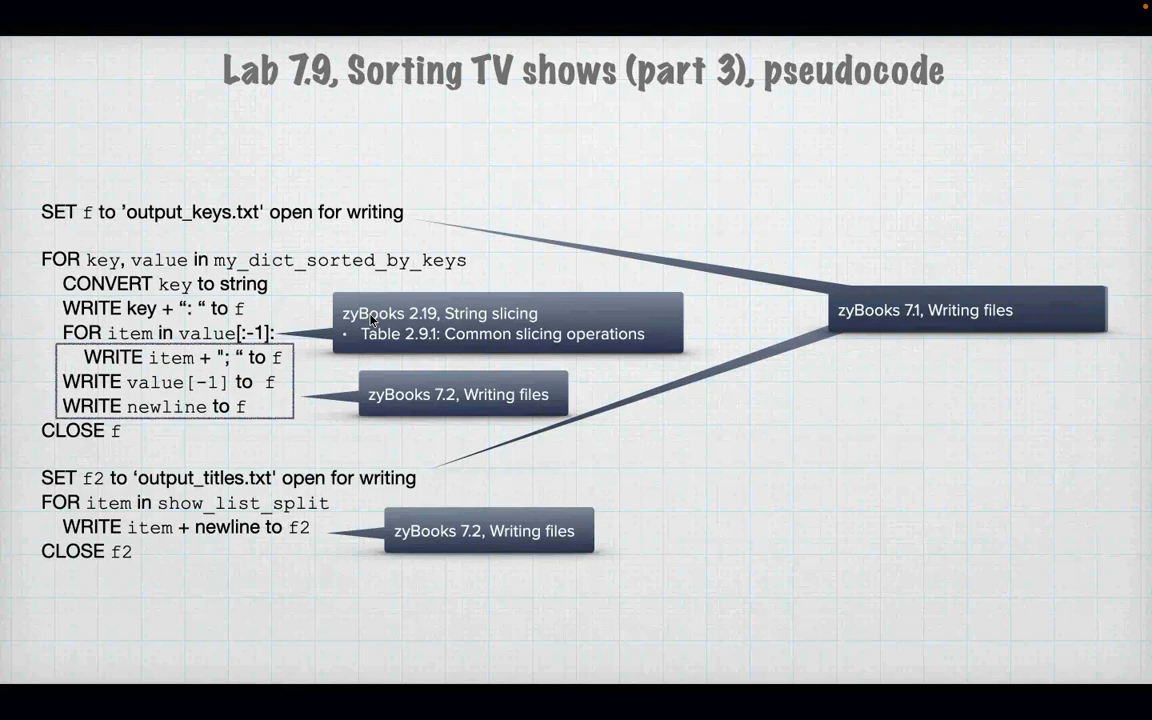 Lab 7.9, Sorting TV shows (part 3), pseudocode
SET f to 'output_keys.txt' open for writing
FOR key, value in my_dict_sorted_by_keys
CONVERT key to string
WRITE key + “: “ to f
FOR item in value[:-1]:
WRITE item + "; “ to f
WRITE value[-1] to f
WRITE newline to f
CLOSE f
SET f2 to ‘output_titles.txt' open for writing
FOR item in show_list_split
WRITE item + newline to f2
CLOSE f2
zyBooks 2.19, String slicing
• Table 2.9.1: Common slicing operations
zyBooks 7.2, Writing files
zyBooks 7.2, Writing files
zyBooks 7.1, Writing files